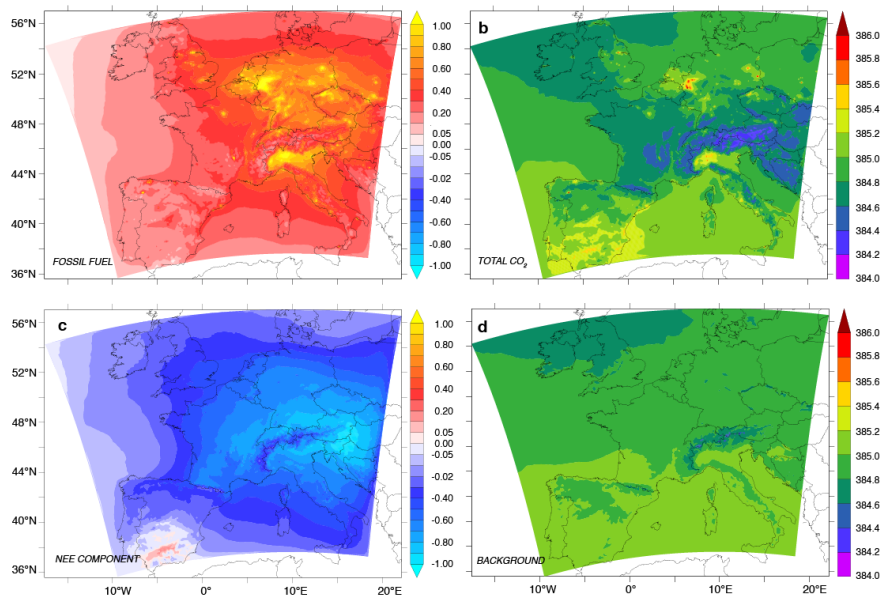 56°N
52°N
48°N
44°N
40°N
36°N
FOSSIL FUEL
1.00
0.80
0.60
0.40
0.20
0.05
0.00
-0.05
-0.20
-0.40
-0.60
-0.80
-1.00
b
TOTAL CO₂
386.0
385.8
385.6
385.4
385.2
385.0
384.8
384.6
384.4
384.2
384.0
c
56°N
52°N
48°N
44°N
40°N
36°N
NEE COMPONENT
10°W
0°
10°E
20°E
1.00
0.80
0.60
0.40
0.20
0.05
0.00
-0.05
-0.20
-0.40
-0.60
-0.80
-1.00
d
BACKGROUND
10°W
0°
10°E
20°E
386.0
385.8
385.6
385.4
385.2
385.0
384.8
384.6
384.4
384.2
384.0